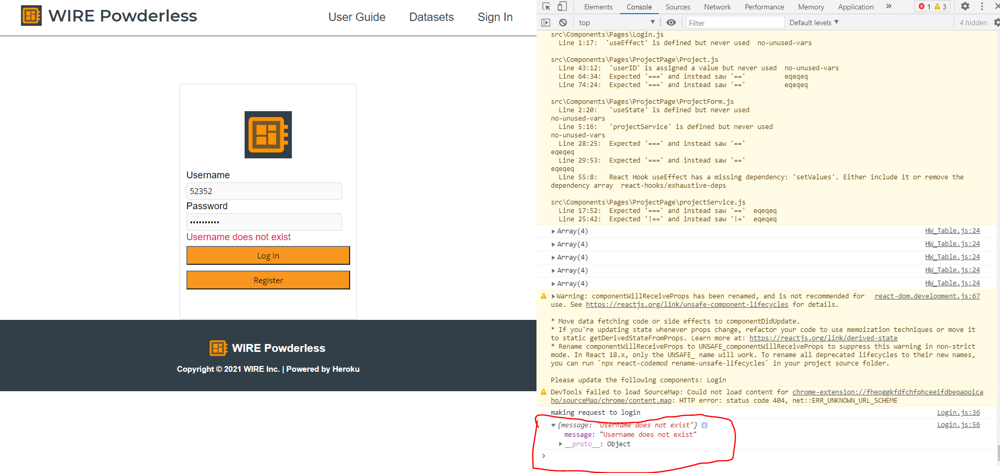 WIRE Powderless
User Guide Datasets Sign In
Username
52352
Password
••••••••••
Username does not exist
Log In
Register
WIRE Powderless
Copyright © 2021 WIRE Inc. | Powered by Heroku
Elements Console Sources Network Performance Memory Application » 1 3
top Filter Default levels 4 hidden
src\Components\Pages\Login.js
Line 1:17: 'useEffect' is defined but never used no-unused-vars
src\Components\Pages\ProjectPage\Project.js
Line 43:12: 'userID' is assigned a value but never used no-unused-vars
Line 64:34: Expected '===' and instead saw '==' eqeqeq
Line 74:24: Expected '===' and instead saw '==' eqeqeq
src\Components\Pages\ProjectPage\ProjectForm.js
Line 2:20: 'useState' is defined but never used
no-unused-vars
Line 5:16: 'projectService' is defined but never used
no-unused-vars
Line 28:25: Expected '===' and instead saw '=='
eqeqeq
Line 29:53: Expected '===' and instead saw '=='
eqeqeq
Line 55:8: React Hook useEffect has a missing dependency: 'setValues'. Either include it or remove the
dependency array react-hooks/exhaustive-deps
src\Components\Pages\ProjectPage\projectService.js
Line 17:52: Expected '===' and instead saw '==' eqeqeq
Line 25:42: Expected '!==' and instead saw '!=' eqeqeq
Array(4) HW_Table.js:24
Array(4) HW_Table.js:24
Array(4) HW_Table.js:24
Array(4) HW_Table.js:24
Array(4) HW_Table.js:24
Warning: componentWillReceiveProps has been renamed, and is not recommended for react-dom.development.js:67
use. See https://reactjs.org/link/unsafe-component-lifecycles for details.
* Move data fetching code or side effects to componentDidUpdate.
* If you're updating state whenever props change, refactor your code to use memoization techniques or move it
to static getDerivedStateFromProps. Learn more at: https://reactjs.org/link/derived-state
* Rename componentWillReceiveProps to UNSAFE_componentWillReceiveProps to suppress this warning in non-strict
mode. In React 18.x, only the UNSAFE_ name will work. To rename all deprecated lifecycles to their new names,
you can run `npx react-codemod rename-unsafe-lifecycles` in your project source folder.
Please update the following components: Login
DevTools failed to load SourceMap: Could not load content for chrome-extension://fheoggkfdfchfphceeifdbepaooica
ho/sourceMap/chrome/content.map: HTTP error: status code 404, net::ERR_UNKNOWN_URL_SCHEME
making request to login Login.js:36
{message: "Username does not exist"} i Login.js:56
message: "Username does not exist"
__proto__: Object